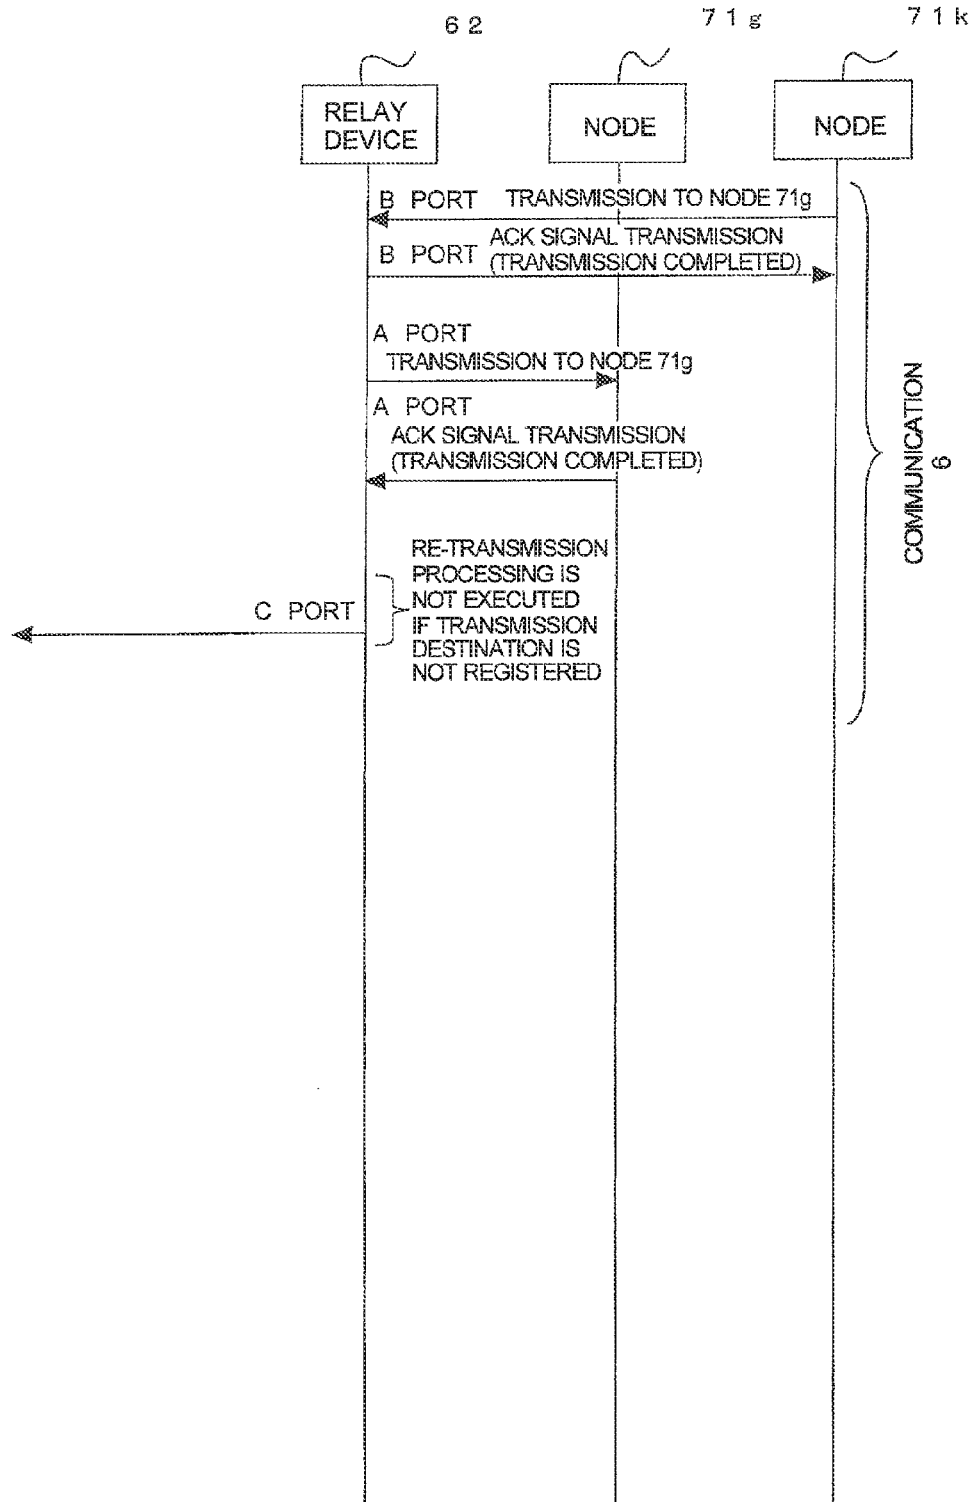 62
71g
71k
RELAY
DEVICE
NODE
NODE
B PORT TRANSMISSION TO NODE 71g
B PORT ACK SIGNAL TRANSMISSION
(TRANSMISSION COMPLETED)
A PORT
TRANSMISSION TO NODE 71g
A PORT
ACK SIGNAL TRANSMISSION
(TRANSMISSION COMPLETED)
COMMUNICATION
6
C PORT
RE-TRANSMISSION
PROCESSING IS
NOT EXECUTED
IF TRANSMISSION
DESTINATION IS
NOT REGISTERED